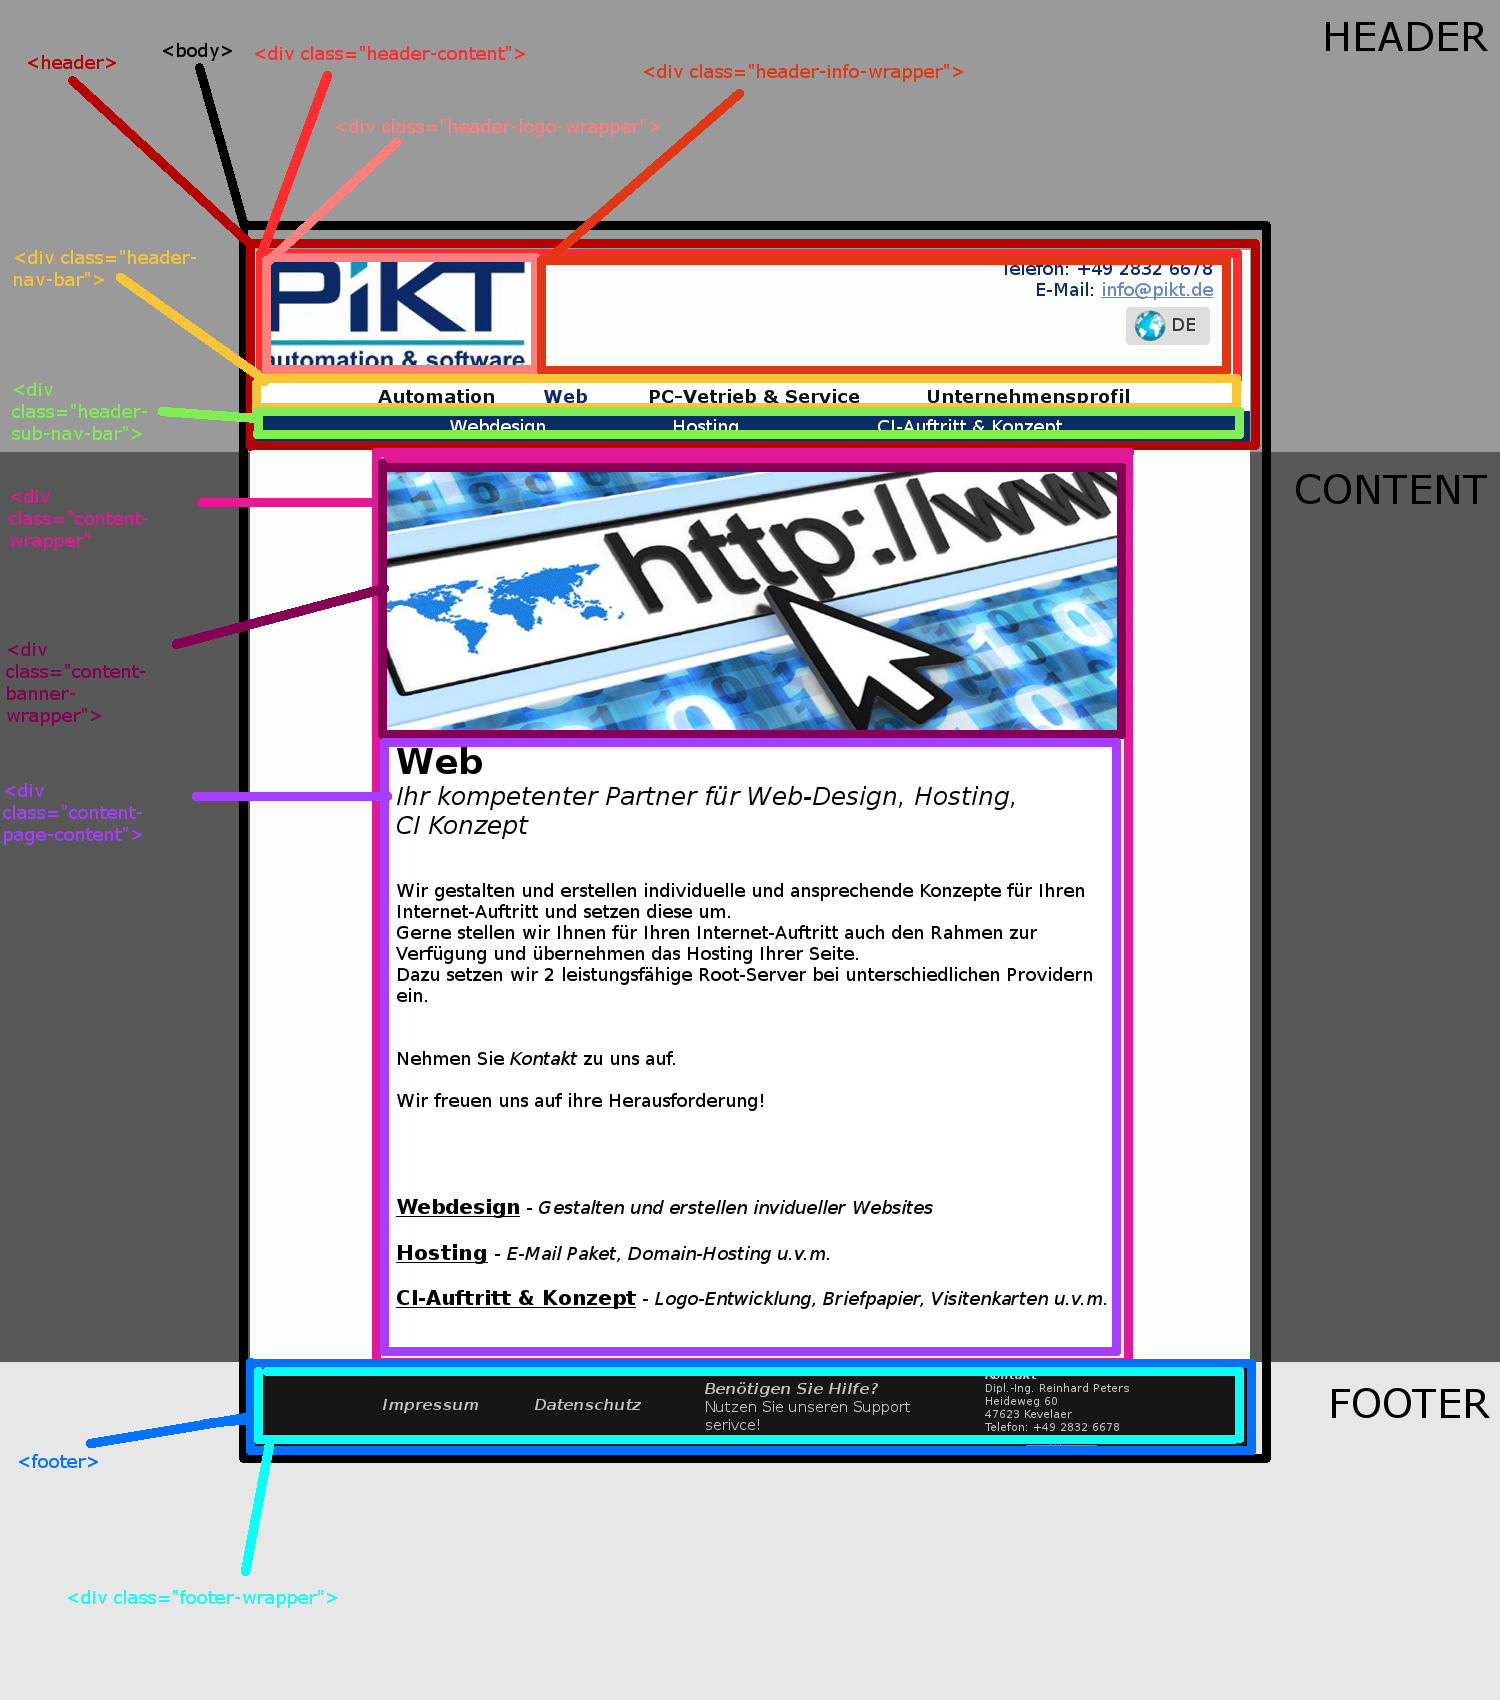 HEADER
<body>
<header>
<div class="header-content">
<div class="header-info-wrapper">
<div class="header-logo-wrapper">
<div class="header-
nav-bar">
PiKT
automation & software
Telefon: +49 2832 6678
E-Mail: info@pikt.de
DE
<div
class="header-
sub-nav-bar">
Automation Web PC–Vetrieb & Service Unternehmensprofil
Webdesign Hosting CI-Auftritt & Konzept
CONTENT
<div
class="content-
wrapper"
http://ww
<div
class="content-
banner-
wrapper">
<div
class="content-
page-content">
Web
Ihr kompetenter Partner für Web-Design, Hosting,
CI Konzept
Wir gestalten und erstellen individuelle und ansprechende Konzepte für Ihren
Internet-Auftritt und setzen diese um.
Gerne stellen wir Ihnen für Ihren Internet-Auftritt auch den Rahmen zur
Verfügung und übernehmen das Hosting Ihrer Seite.
Dazu setzen wir 2 leistungsfähige Root-Server bei unterschiedlichen Providern
ein.
Nehmen Sie Kontakt zu uns auf.
Wir freuen uns auf ihre Herausforderung!
Webdesign - Gestalten und erstellen invidueller Websites
Hosting - E-Mail Paket, Domain-Hosting u.v.m.
CI-Auftritt & Konzept - Logo-Entwicklung, Briefpapier, Visitenkarten u.v.m.
FOOTER
Impressum Datenschutz
Benötigen Sie Hilfe?
Nutzen Sie unseren Support
serivce!
Kontakt
Dipl.-Ing. Reinhard Peters
Heideweg 60
47623 Kevelaer
Telefon: +49 2832 6678
<footer>
<div class="footer-wrapper">